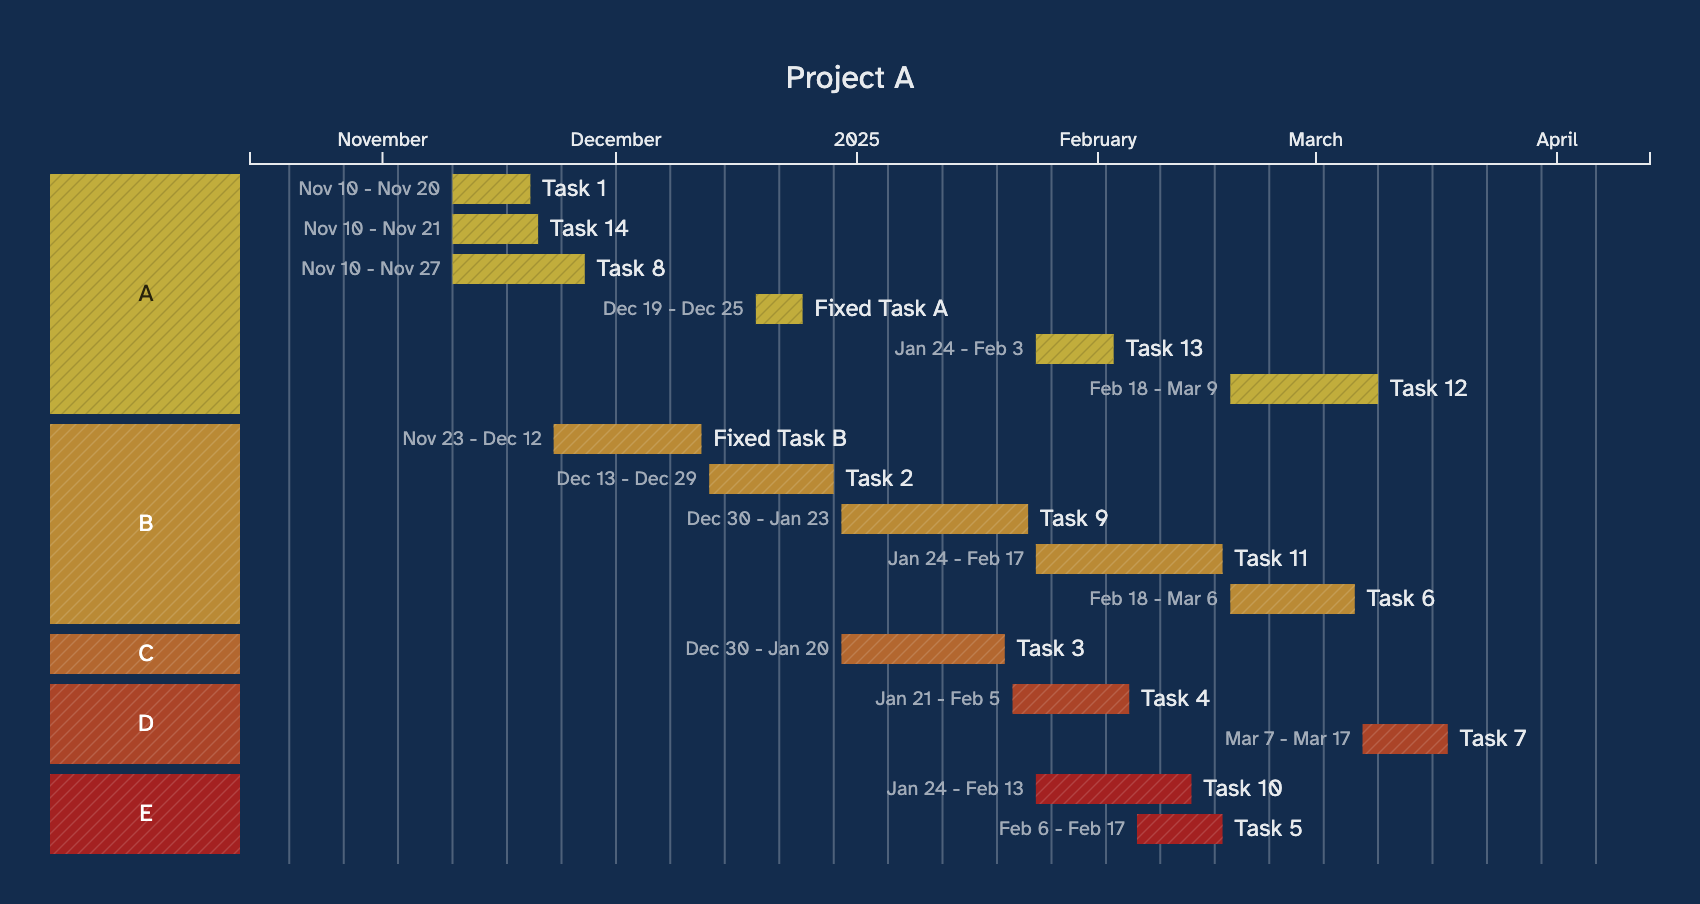 Project A
November December 2025 February March April
A
Nov 10 - Nov 20 Task 1
Nov 10 - Nov 21 Task 14
Nov 10 - Nov 27 Task 8
Dec 19 - Dec 25 Fixed Task A
Jan 24 - Feb 3 Task 13
Feb 18 - Mar 9 Task 12
B
Nov 23 - Dec 12 Fixed Task B
Dec 13 - Dec 29 Task 2
Dec 30 - Jan 23 Task 9
Jan 24 - Feb 17 Task 11
Feb 18 - Mar 6 Task 6
C
Dec 30 - Jan 20 Task 3
D
Jan 21 - Feb 5 Task 4
Mar 7 - Mar 17 Task 7
E
Jan 24 - Feb 13 Task 10
Feb 6 - Feb 17 Task 5